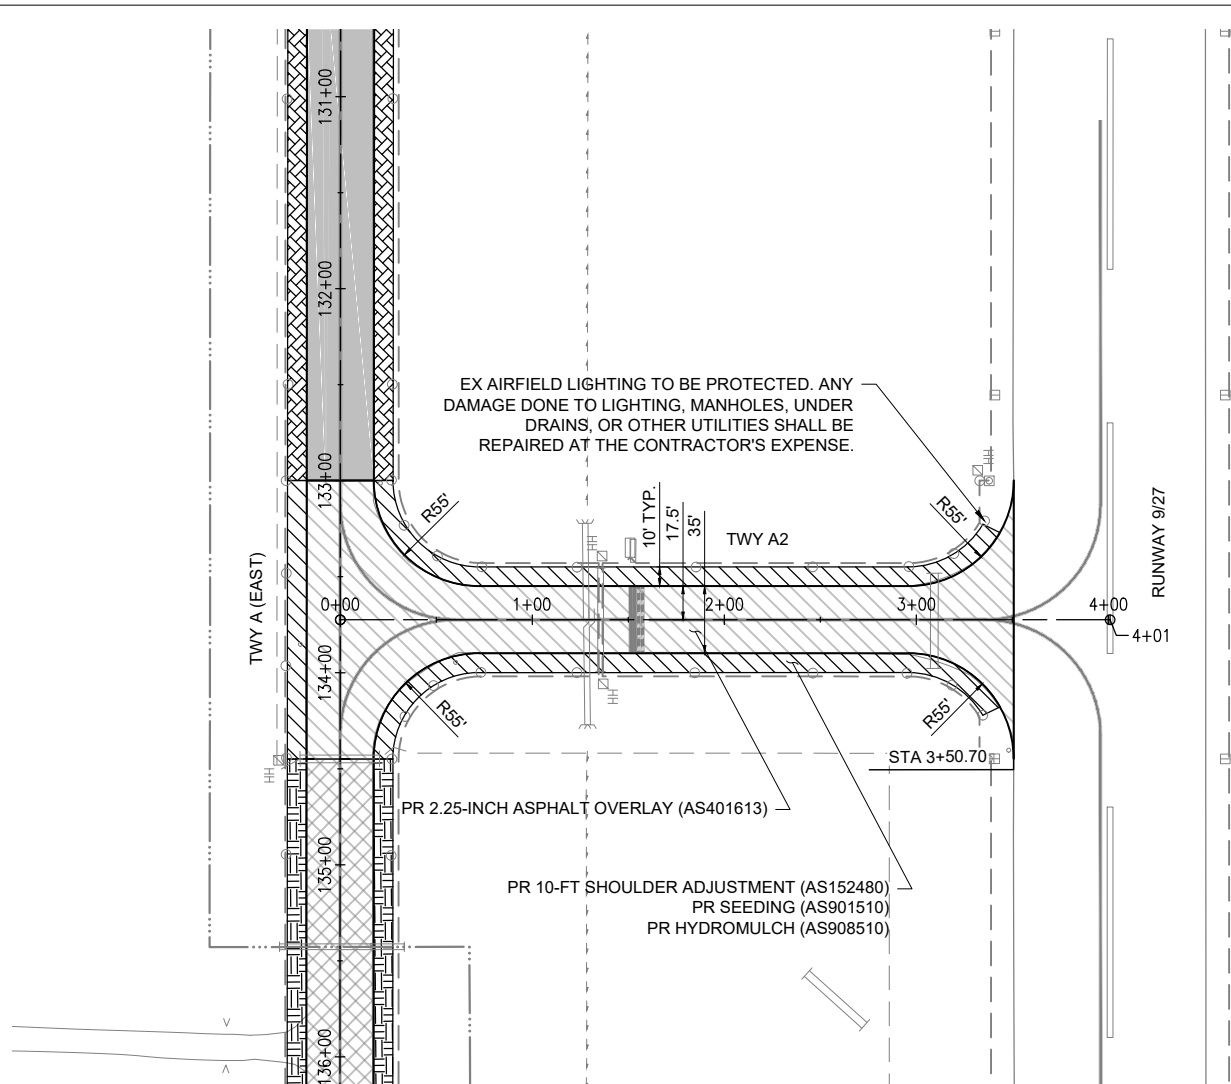 131+00
132+00
EX AIRFIELD LIGHTING TO BE PROTECTED. ANY
DAMAGE DONE TO LIGHTING, MANHOLES, UNDER
DRAINS, OR OTHER UTILITIES SHALL BE
REPAIRED AT THE CONTRACTOR'S EXPENSE.
133+00
R55'
10' TYP.
17.5'
35'
TWY A2
R55'
HH
HH
RUNWAY 9/27
TWY A (EAST)
0+00
1+00
2+00
3+00
4+00
4+01
134+00
R55'
HH
R55'
STA 3+50.70
HH
PR 2.25-INCH ASPHALT OVERLAY (AS401613)
135+00
PR 10-FT SHOULDER ADJUSTMENT (AS152480)
PR SEEDING (AS901510)
PR HYDROMULCH (AS908510)
136+00